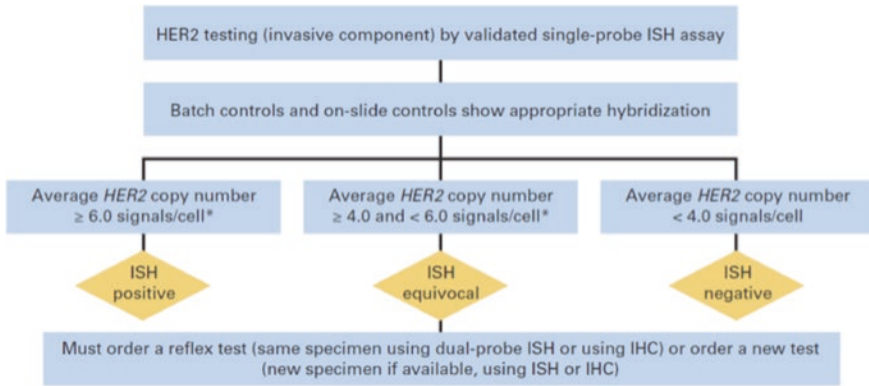 HER2 testing (invasive component) by validated single-probe ISH assay
Batch controls and on-slide controls show appropriate hybridization
Average HER2 copy number
≥ 6.0 signals/cell*
Average HER2 copy number
≥ 4.0 and < 6.0 signals/cell*
Average HER2 copy number
< 4.0 signals/cell
ISH
positive
ISH
equivocal
ISH
negative
Must order a reflex test (same specimen using dual-probe ISH or using IHC) or order a new test
(new specimen if available, using ISH or IHC)